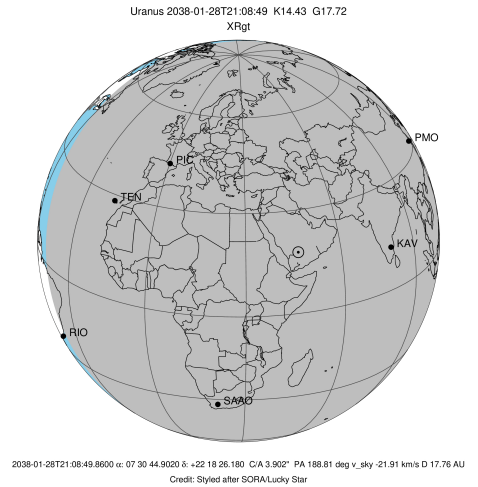 Uranus 2038-01-28T21:08:49 K14.43 G17.72
XRgt
PMO
PIC
TEN
KAV
RIO
SAAO
2038-01-28T21:08:49.8600 α: 07 30 44.9020 δ: +22 18 26.180 C/A 3.902" PA 188.81 deg v_sky -21.91 km/s D 17.76 AU
Credit: Styled after SORA/Lucky Star